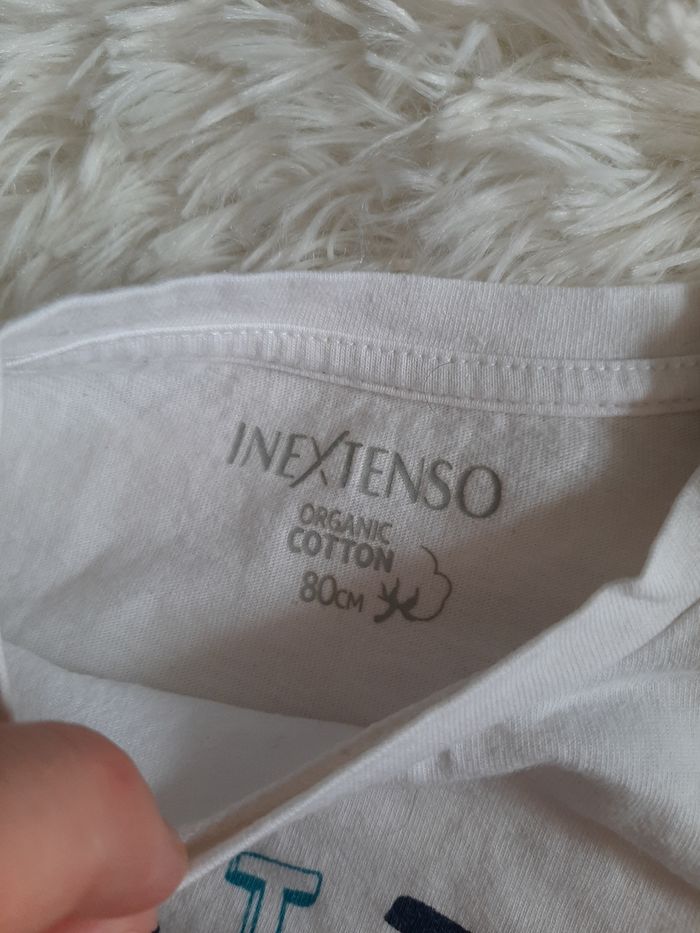 INEXTENSO
ORGANIC
COTTON
80CM